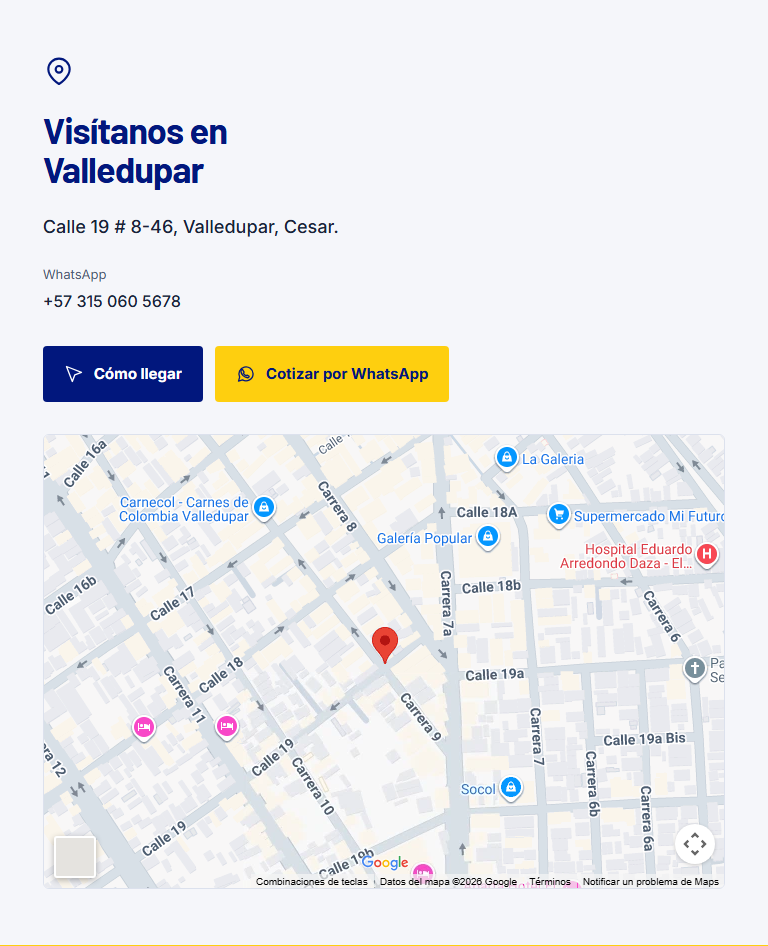 Visítanos en
Valledupar
Calle 19 # 8-46, Valledupar, Cesar.
WhatsApp
+57 315 060 5678
Cómo llegar
Cotizar por WhatsApp
Calle 16a
La Galeria
Carnecol - Carnes de
Colombia Valledupar
Carrera 8
Calle 18A
Supermercado Mi Futuro
Galería Popular
Hospital Eduardo
Arredondo Daza - El...
Calle 16b
Calle 17
Carrera 7a
Calle 18b
Carrera 6
Calle 18
Calle 19a
Carrera 11
Carrera 9
Carrera 7
Calle 19a Bis
Calle 19
Carrera 10
Socol
Carrera 6b
Carrera 6a
Calle 19
Calle 19b
Google
Combinaciones de teclas
Datos del mapa ©2026 Google
Términos
Notificar un problema de Maps